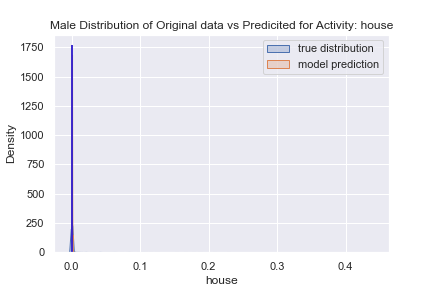 Male Distribution of Original data vs Predicited for Activity: house
true distribution
model prediction
1750
1500
1250
1000
750
500
250
0
Density
0.0 0.1 0.2 0.3 0.4
house